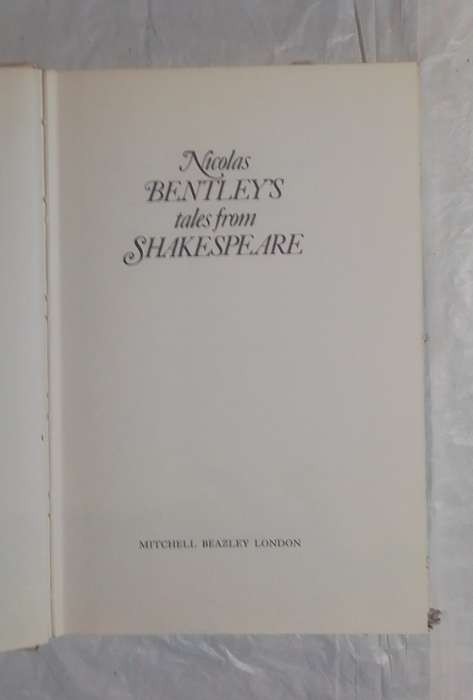 Nicolas
BENTLEY'S
tales from
SHAKESPEARE
MITCHELL BEAZLEY LONDON